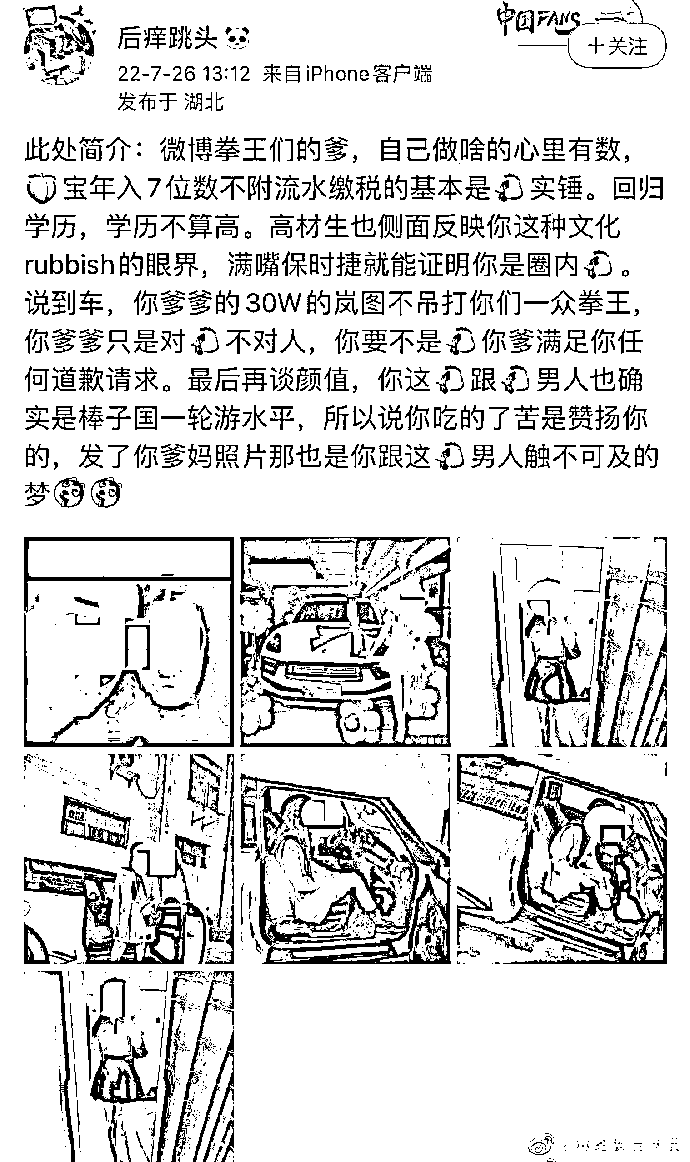 后痒跳头
中国FANS
+关注
22-7-26 13:12 来自iPhone客户端
发布于 湖北
此处简介：微博拳王们的爹，自己做啥的心里有数，
宝年入7位数不附流水缴税的基本是实锤。回归
学历，学历不算高。高材生也侧面反映你这种文化
rubbish的眼界，满嘴保时捷就能证明你是圈内。
说到车，你爹爹的30W的岚图不吊打你们一众拳王，
你爹爹只是对不对人，你要不是你爹满足你任
何道歉请求。最后再谈颜值，你这跟男人也确
实是棒子国一轮游水平，所以说你吃的了苦是赞扬你
的，发了你爹妈照片那也是你跟这男人触不可及的
梦